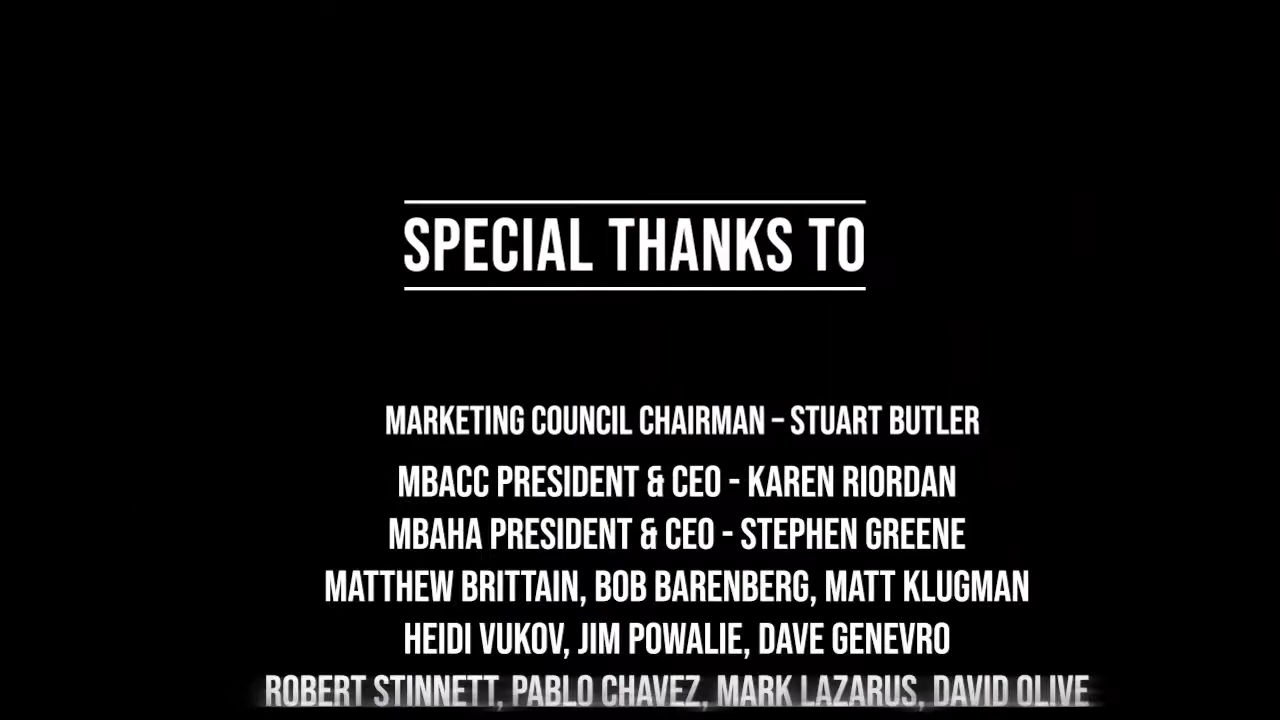 SPECIAL THANKS TO
MARKETING COUNCIL CHAIRMAN – STUART BUTLER
MBACC PRESIDENT & CEO - KAREN RIORDAN
MBAHA PRESIDENT & CEO - STEPHEN GREENE
MATTHEW BRITTAIN, BOB BARENBERG, MATT KLUGMAN
HEIDI VUKOV, JIM POWALIE, DAVE GENEVRO
ROBERT STINNETT, PABLO CHAVEZ, MARK LAZARUS, DAVID OLIVE